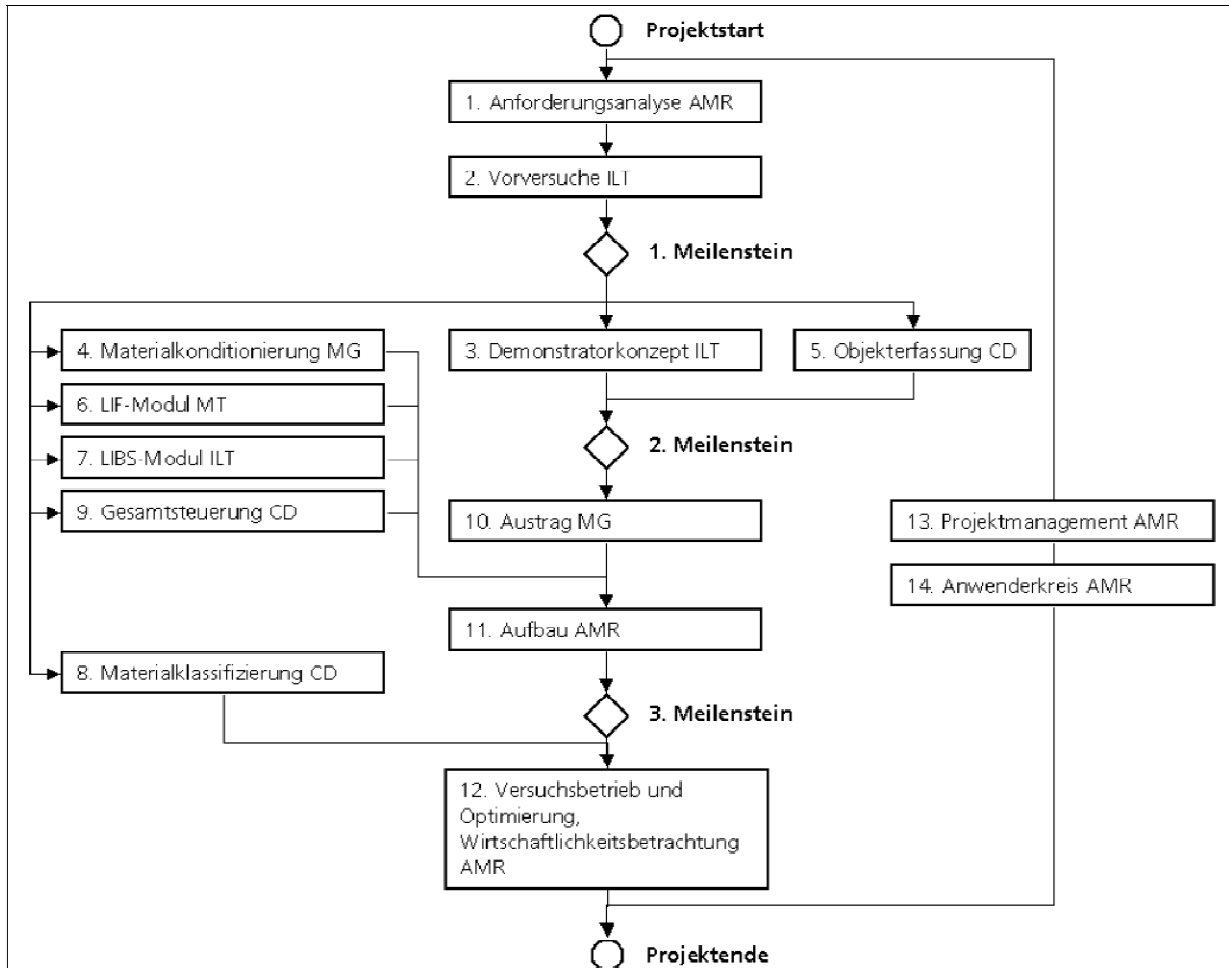 Projektstart
1. Anforderungsanalyse AMR
2. Vorversuche ILT
1. Meilenstein
4. Materialkonditionierung MG
3. Demonstratorkonzept ILT
5. Objekterfassung CD
6. LIF-Modul MT
7. LIBS-Modul ILT
2. Meilenstein
9. Gesamtsteuerung CD
10. Austrag MG
13. Projektmanagement AMR
14. Anwenderkreis AMR
11. Aufbau AMR
8. Materialklassifizierung CD
3. Meilenstein
12. Versuchsbetrieb und
Optimierung,
Wirtschaftlichkeitsbetrachtung
AMR
Projektende